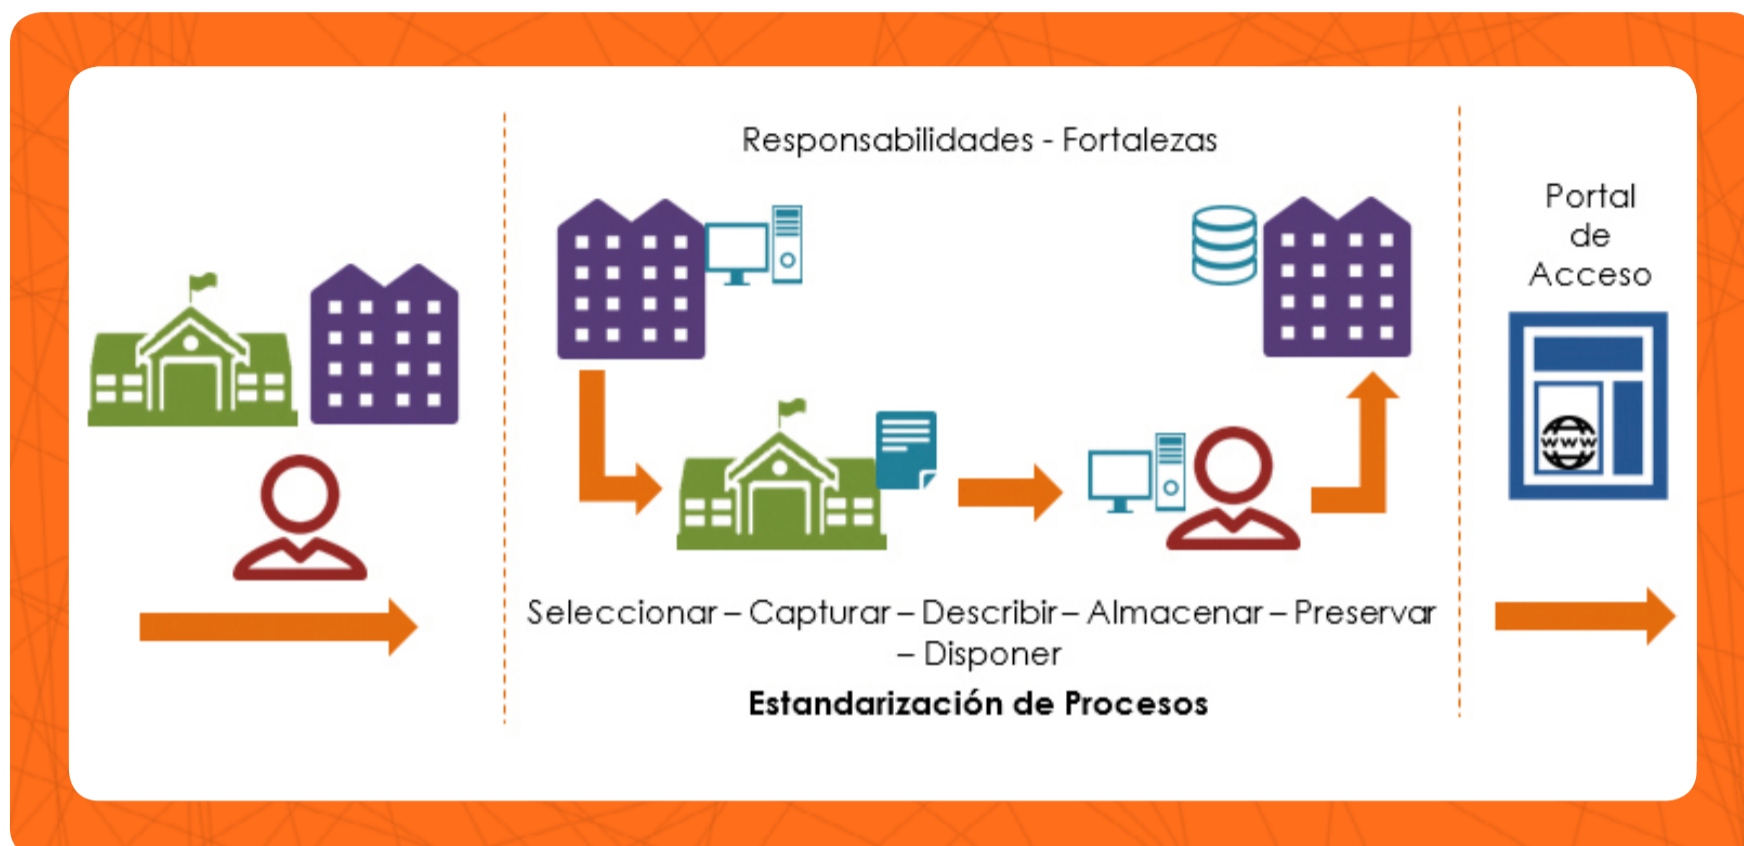 Responsabilidades - Fortalezas
Portal
de
Acceso
www
Seleccionar – Capturar – Describir – Almacenar – Preservar
– Disponer
Estandarización de Procesos